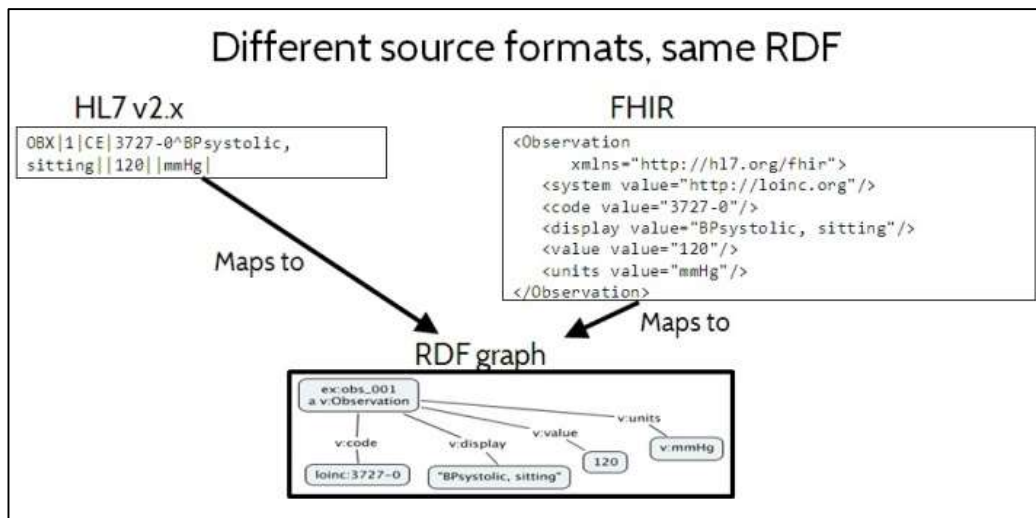 Different source formats, same RDF
HL7 v2.x
OBX|1|CE|3727-0^BPsystolic,
sitting||120||mmHg|
FHIR
<Observation
xmlns="http://hl7.org/fhir">
<system value="http://loinc.org"/>
<code value="3727-0"/>
<display value="BPsystolic, sitting"/>
<value value="120"/>
<units value="mmHg"/>
</Observation>
Maps to
Maps to
RDF graph
ex:obs_001
a v:Observation
v:units
v:value
v:code
v:display
v:mmHg
120
loinc:3727-0
"BPsystolic, sitting"